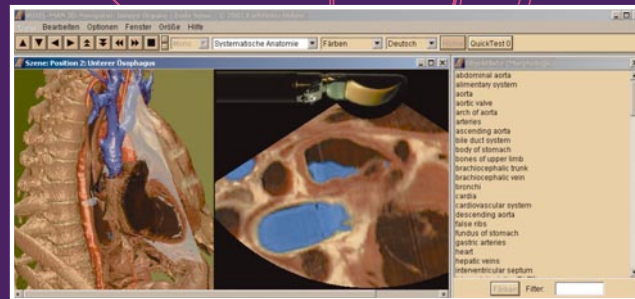 Bearbeiten Optionen Fenster Größe Hilfe
Systematische Anatomie Färben Deutsch QuickTest 0
Szene: Position 2: Unterer Ösophagus
abdominal aorta
alimentary system
aorta
aortic valve
arch of aorta
arteries
ascending aorta
bile duct system
body of stomach
bones of upper limb
brachiocephalic trunk
brachiocephalic vein
bronchi
cardia
cardiovascular system
descending aorta
false ribs
fundus of stomach
gastric arteries
heart
hepatic veins
interventricular septum
Färben Filter: